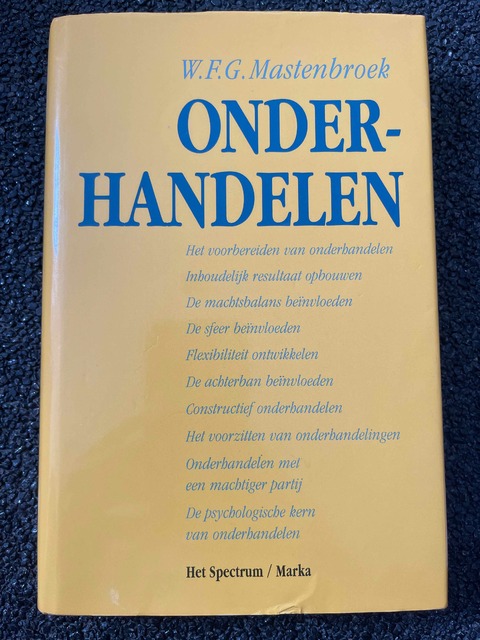 W.F.G. Mastenbroek
ONDER-
HANDELEN
Het voorbereiden van onderhandelen
Inhoudelijk resultaat opbouwen
De machtsbalans beïnvloeden
De sfeer beïnvloeden
Flexibiliteit ontwikkelen
De achterban beïnvloeden
Constructief onderhandelen
Het voorzitten van onderhandelingen
Onderhandelen met
een machtiger partij
De psychologische kern
van onderhandelen
Het Spectrum / Marka